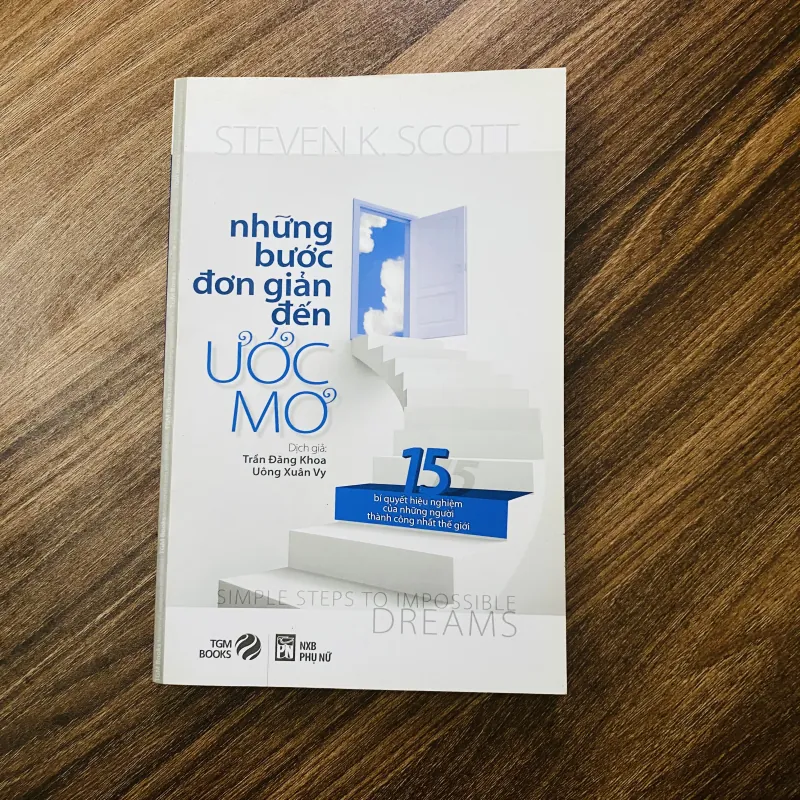 STEVEN K. SCOTT
những
bước
đơn giản
đến
ƯỚC
MƠ
Dịch giả:
Trần Đăng Khoa
Uông Xuân Vy
15
bí quyết hiệu nghiệm
của những người
thành công nhất thế giới
SIMPLE STEPS TO IMPOSSIBLE
DREAMS
TGM
BOOKS
PN
NXB
PHỤ NỮ